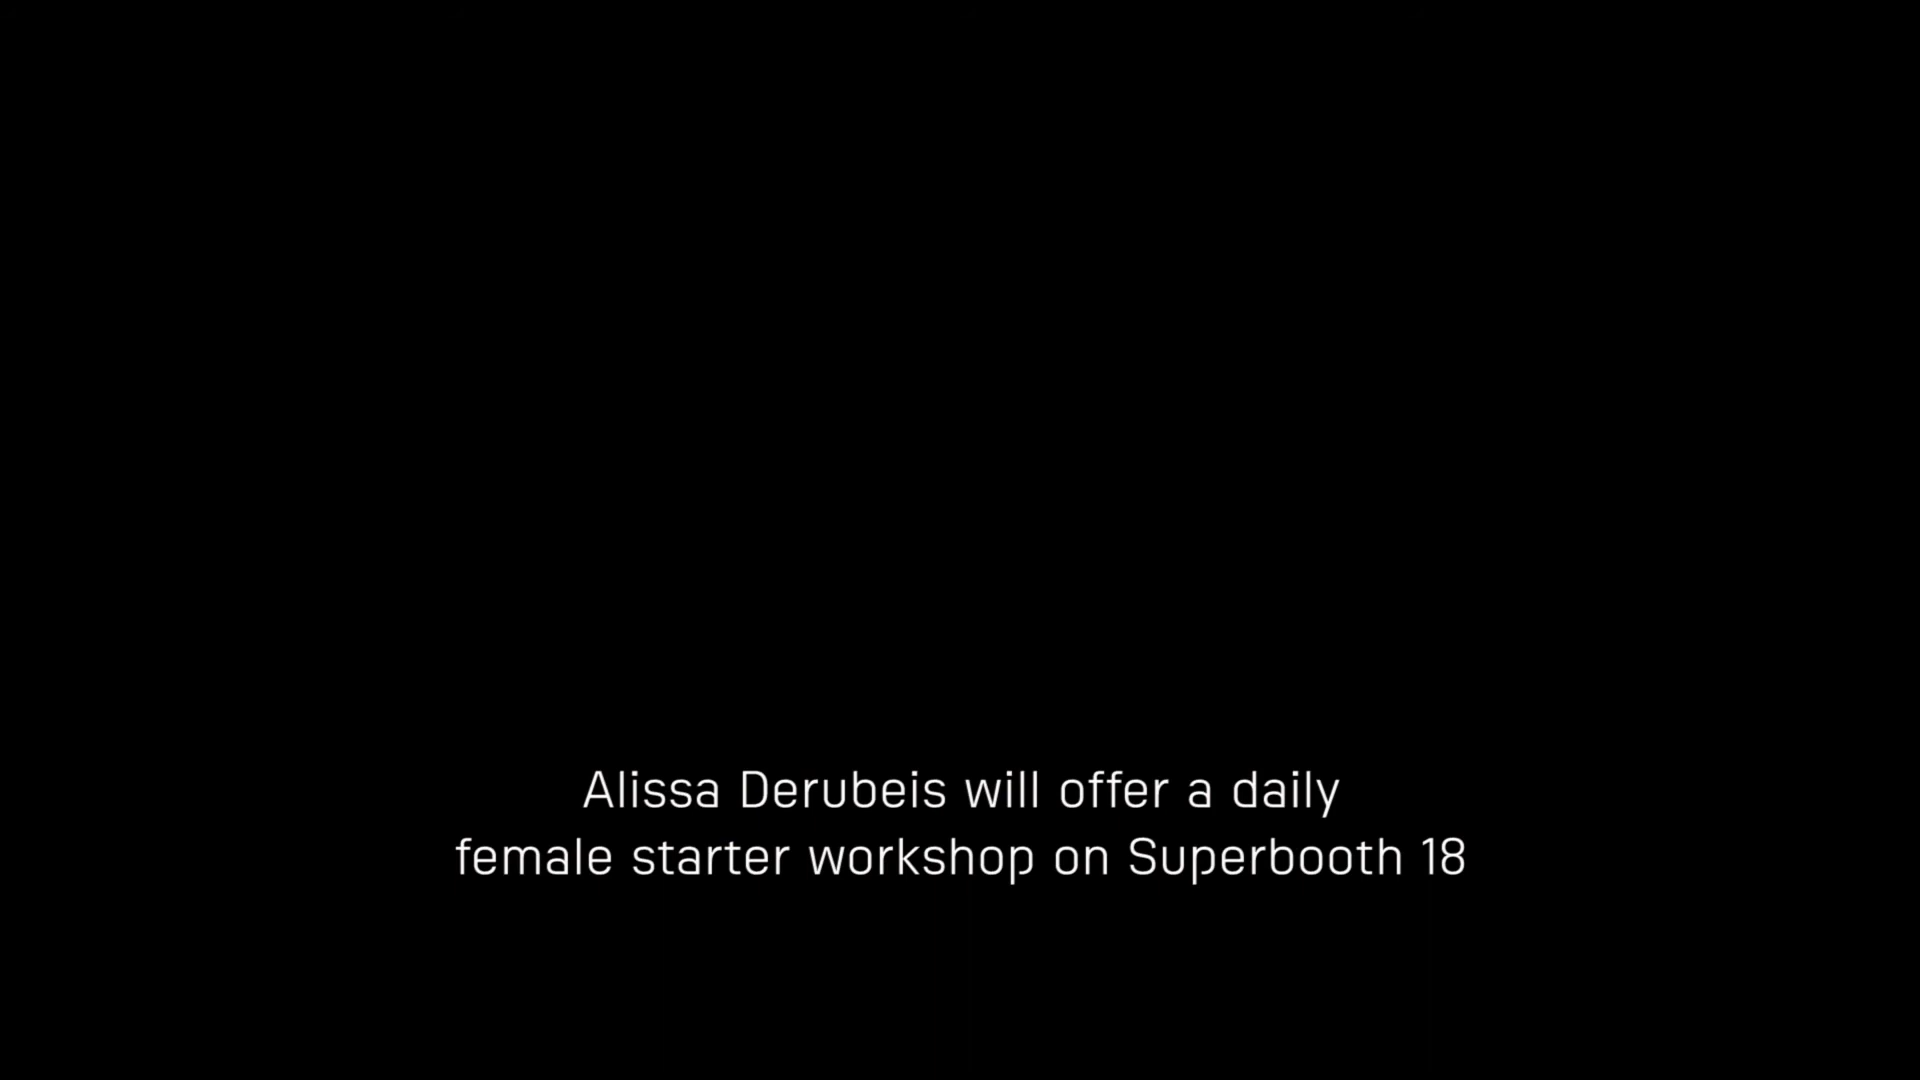 Alissa Derubeis will offer a daily
female starter workshop on Superbooth 18